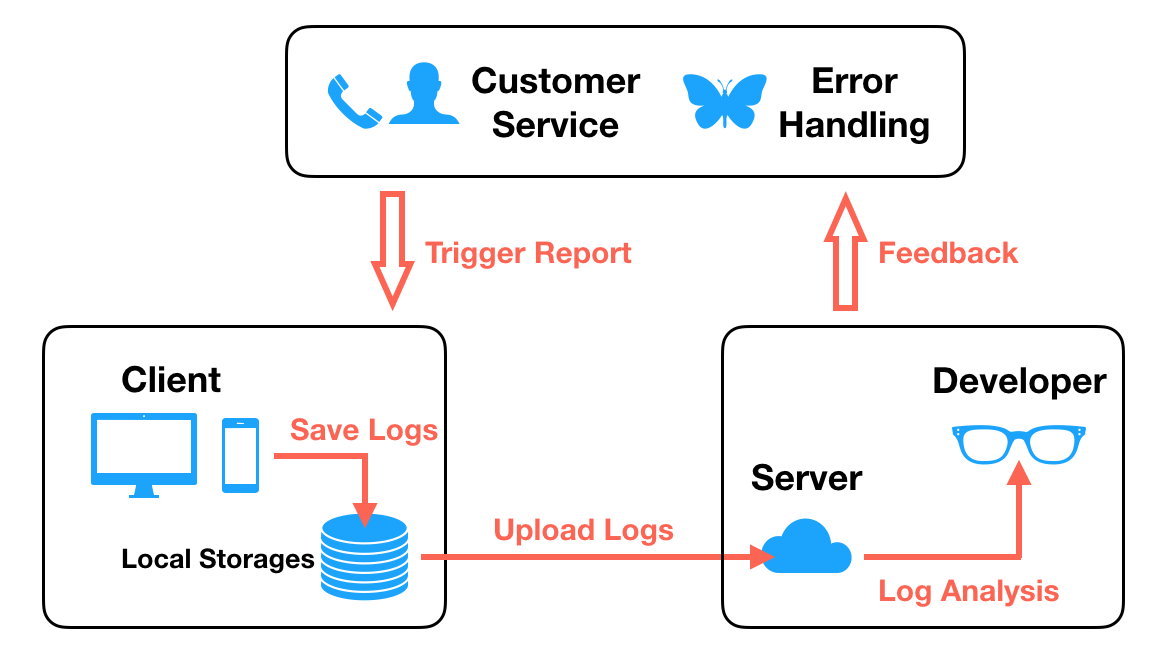 Customer
Service
Error
Handling
Trigger Report
Feedback
Client
Save Logs
Local Storages
Upload Logs
Developer
Server
Log Analysis